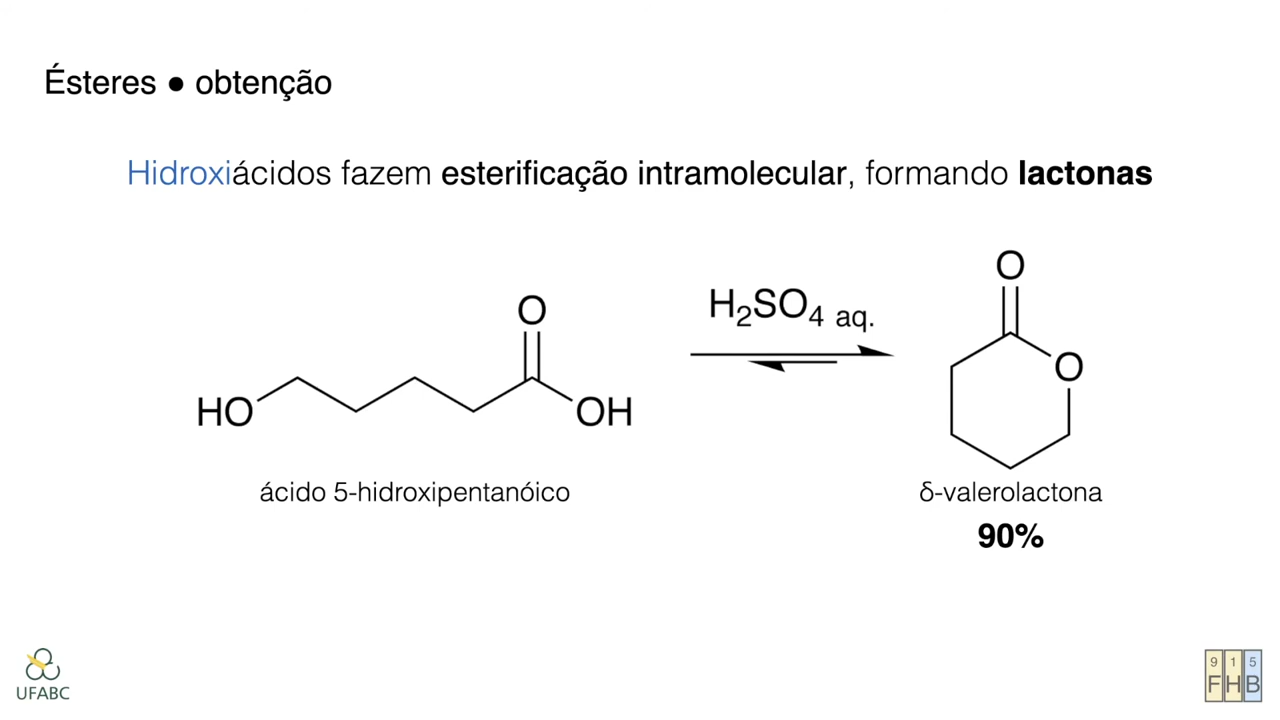 Ésteres ● obtenção
Hidroxiácidos fazem esterificação intramolecular, formando lactonas
O
HO
OH
H₂SO₄ aq.
O
O
ácido 5-hidroxipentanóico
δ-valerolactona
90%
UFABC
9 1 5
F H B